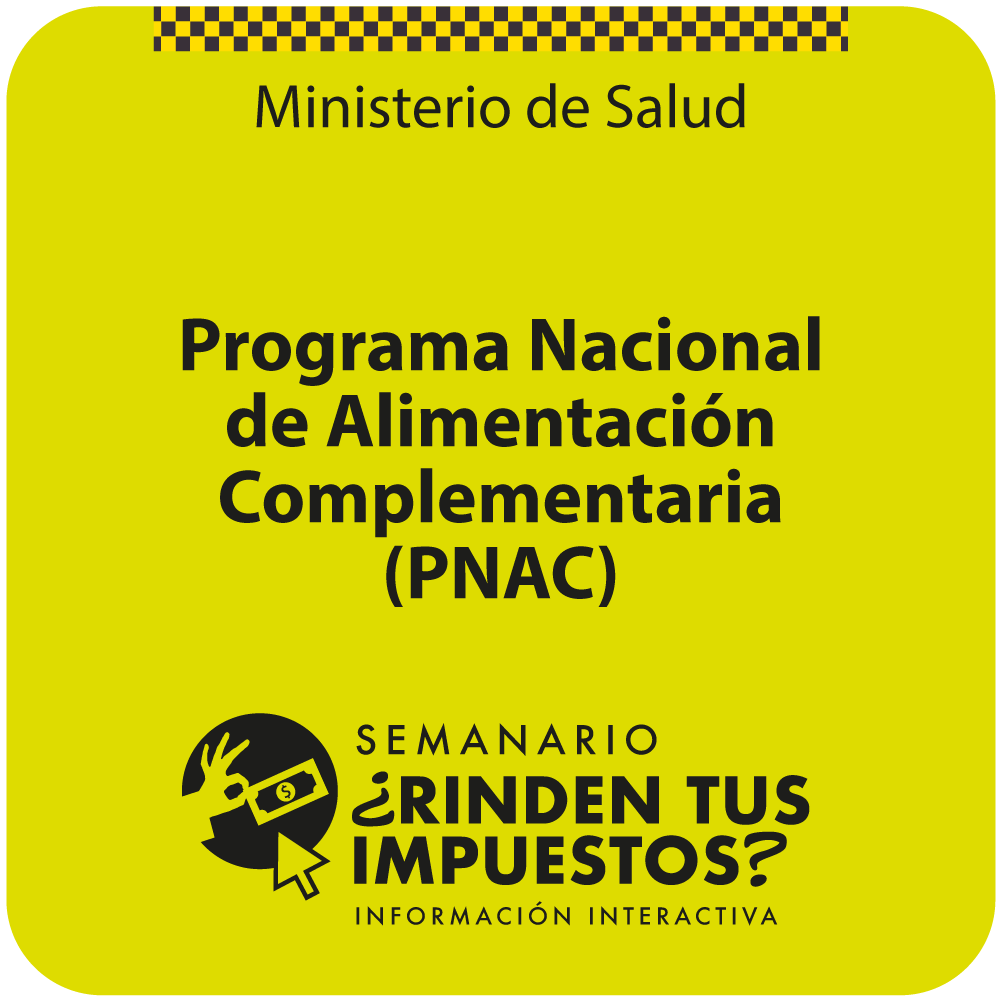 Ministerio de Salud
Programa Nacional
de Alimentación
Complementaria
(PNAC)
$
SEMANARIO
¿RINDEN TUS
IMPUESTOS?
INFORMACIÓN INTERACTIVA